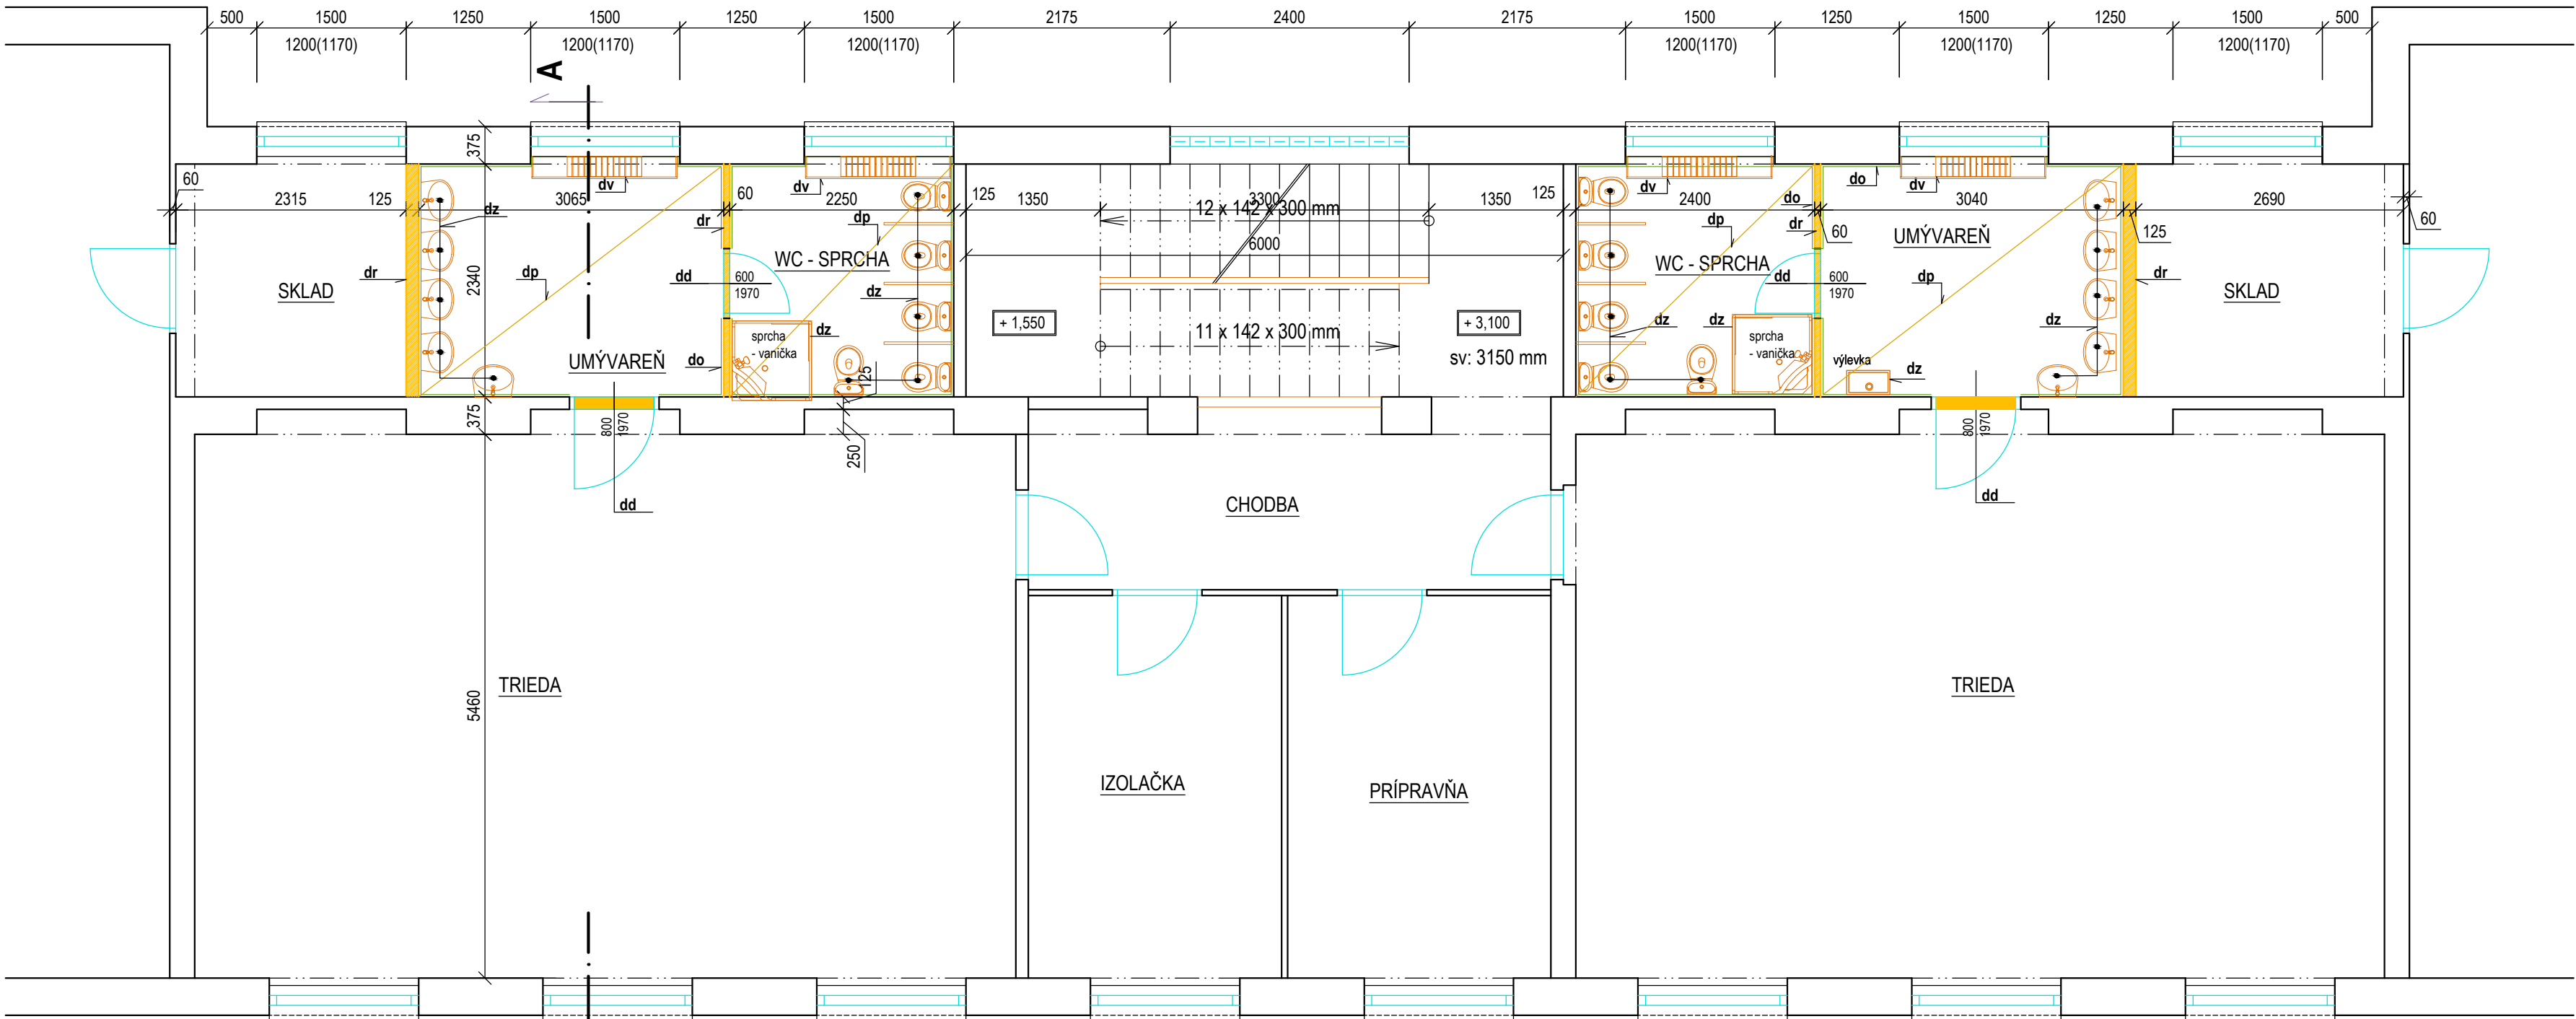 500 1500 1250 1500 1250 1500 2175 2400 2175 1500 1250 1500 1250 1500 500
1200(1170) 1200(1170) 1200(1170) 1200(1170) 1200(1170) 1200(1170)
A
375
60 2315 125 dz 3065 dv dr 60 dv 2250 125 1350 3300 1350 125 dv 2400 do 60 do dv 3040 125 2690 60
12 x 142 x 300 mm
6000
dp dr dp dr
WC - SPRCHA
WC - SPRCHA
UMÝVAREŇ
SKLAD dr 2340 dp dd 600 1970 dz
dd 600 1970 dp dr SKLAD
+ 1,550
11 x 142 x 300 mm
+ 3,100
sv: 3150 mm
sprcha
- vanička
dz
dz dz
sprcha
- vanička
dz
UMÝVAREŇ do 125
výlevka dz
375 800 1970 250
800 1970
dd
dd
CHODBA
5460
TRIEDA
TRIEDA
IZOLAČKA
PRÍPRAVŇA